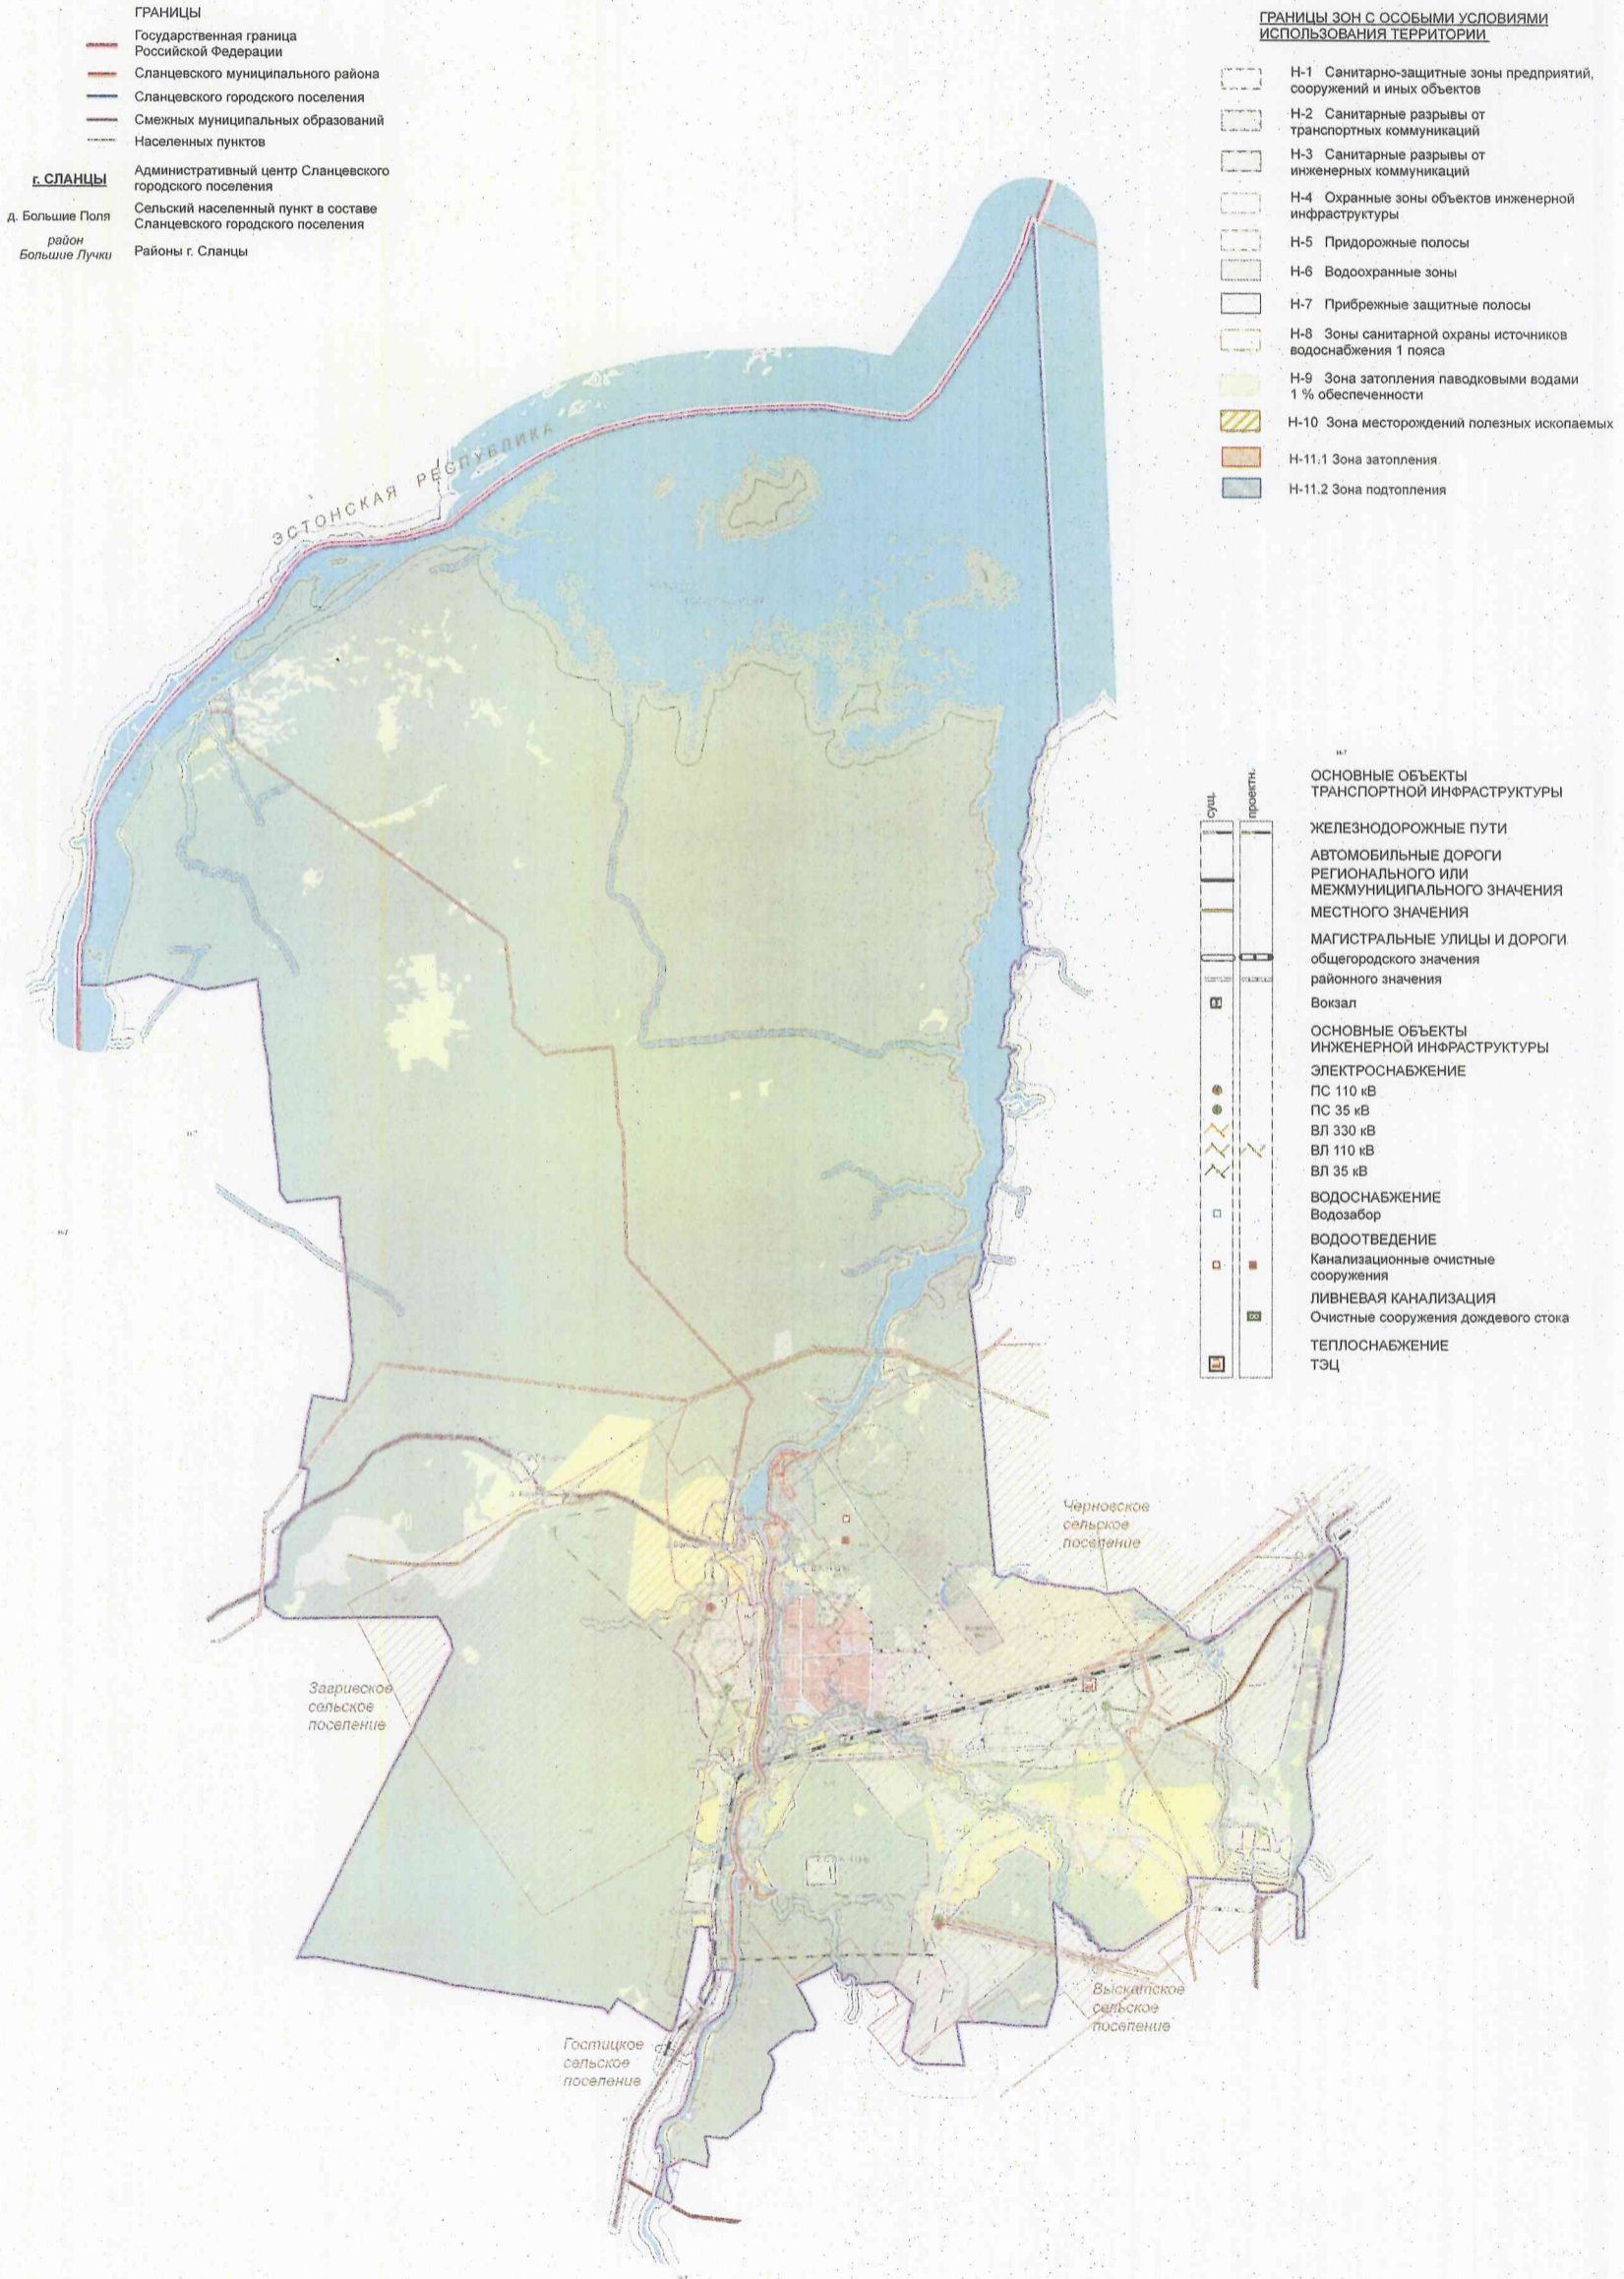 ГРАНИЦЫ
Государственная граница
Российской Федерации
Сланцевского муниципального района
Сланцевского городского поселения
Смежных муниципальных образований
Населенных пунктов
г. СЛАНЦЫ
Административный центр Сланцевского
городского поселения
д. Большие Поля
Сельский населенный пункт в составе
Сланцевского городского поселения
район
Большие Лучки
Районы г. Сланцы
ГРАНИЦЫ ЗОН С ОСОБЫМИ УСЛОВИЯМИ
ИСПОЛЬЗОВАНИЯ ТЕРРИТОРИИ
Н-1 Санитарно-защитные зоны предприятий,
сооружений и иных объектов
Н-2 Санитарные разрывы от
транспортных коммуникаций
Н-3 Санитарные разрывы от
инженерных коммуникаций
Н-4 Охранные зоны объектов инженерной
инфраструктуры
Н-5 Придорожные полосы
Н-6 Водоохранные зоны
Н-7 Прибрежные защитные полосы
Н-8 Зоны санитарной охраны источников
водоснабжения 1 пояса
Н-9 Зона затопления паводковыми водами
1 % обеспеченности
Н-10 Зона месторождений полезных ископаемых
Н-11.1 Зона затопления
Н-11.2 Зона подтопления
ЭСТОНСКАЯ РЕСПУБЛИКА
Н-7
сущ.
проектн.
ОСНОВНЫЕ ОБЪЕКТЫ
ТРАНСПОРТНОЙ ИНФРАСТРУКТУРЫ
ЖЕЛЕЗНОДОРОЖНЫЕ ПУТИ
АВТОМОБИЛЬНЫЕ ДОРОГИ
РЕГИОНАЛЬНОГО ИЛИ
МЕЖМУНИЦИПАЛЬНОГО ЗНАЧЕНИЯ
МЕСТНОГО ЗНАЧЕНИЯ
МАГИСТРАЛЬНЫЕ УЛИЦЫ И ДОРОГИ
общегородского значения
районного значения
Вокзал
ОСНОВНЫЕ ОБЪЕКТЫ
ИНЖЕНЕРНОЙ ИНФРАСТРУКТУРЫ
ЭЛЕКТРОСНАБЖЕНИЕ
ПС 110 кВ
ПС 35 кВ
ВЛ 330 кВ
ВЛ 110 кВ
ВЛ 35 кВ
ВОДОСНАБЖЕНИЕ
Водозабор
ВОДООТВЕДЕНИЕ
Канализационные очистные
сооружения
ЛИВНЕВАЯ КАНАЛИЗАЦИЯ
Очистные сооружения дождевого стока
ТЕПЛОСНАБЖЕНИЕ
ТЭЦ
Черновское
сельское
поселение
Загривское
сельское
поселение
Выскатское
сельское
поселение
Гостицкое
сельское
поселение